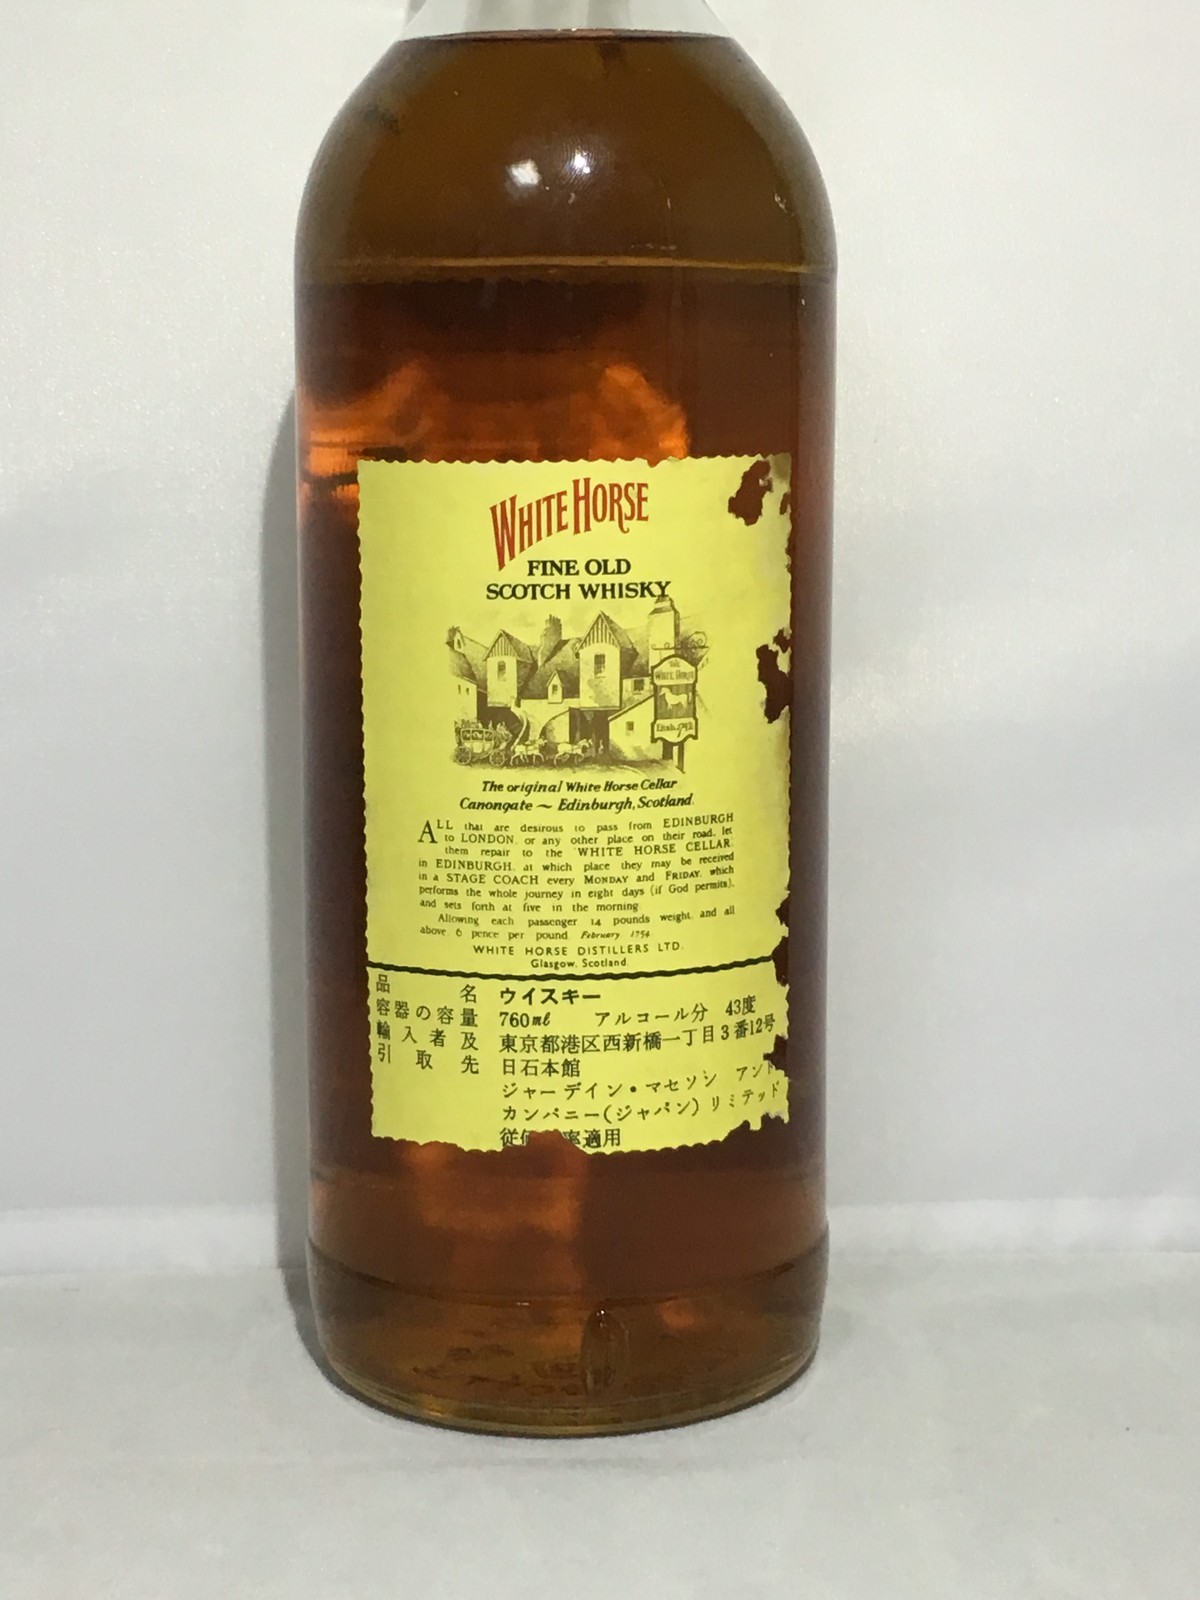 WHITE HORSE
FINE OLD
SCOTCH WHISKY
WHITE HORSE
The original White Horse Cellar
Canongate ~ Edinburgh, Scotland.
ALL that are desirous to pass from EDINBURGH
to LONDON, or any other place on their road, let
them repair to the WHITE HORSE CELLAR
in EDINBURGH, at which place they may be received
in a STAGE COACH every MONDAY and FRIDAY, which
performs the whole journey in eight days (if God permits),
and sets forth at five in the morning.
Allowing each passenger 14 pounds weight, and all
above, 6 pence per pound. February 1754.
WHITE HORSE DISTILLERS LTD.
Glasgow, Scotland.
品名 ウイスキー
容器の容量 760ml アルコール分 43度
輸入者及 東京都港区西新橋一丁目3番12号
引取先 日石本館
ジャーデイン・マセソン アンド
カンパニー(ジャパン) リミテッド
適用